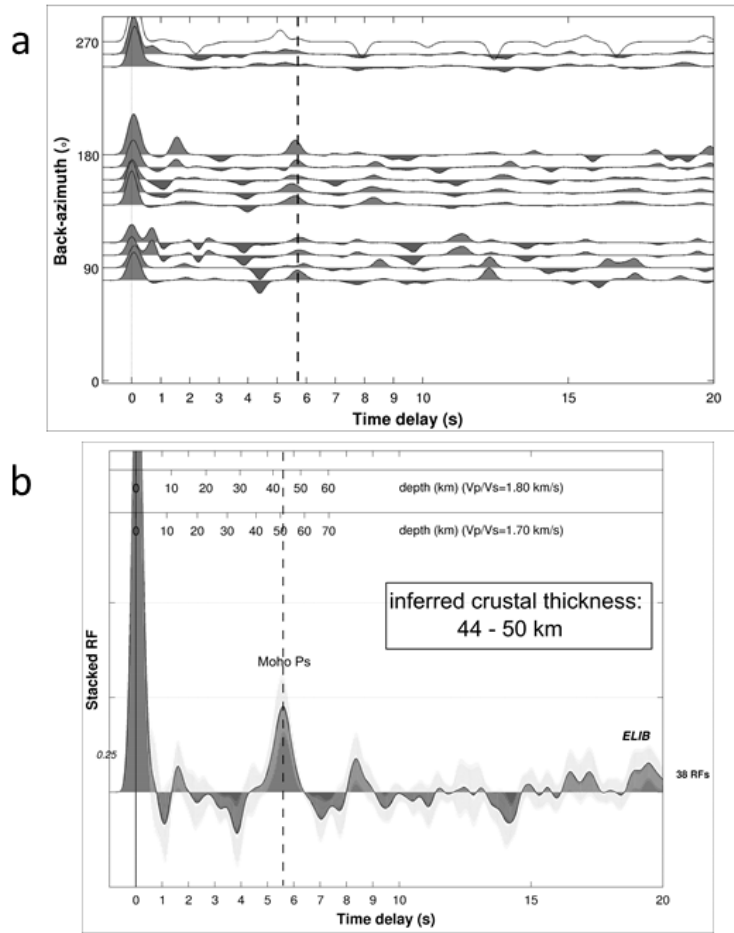 a
270
180
90
0
Back-azimuth (°)
0 1 2 3 4 5 6 7 8 9 10 15 20
Time delay (s)
b
0 10 20 30 40 50 60 depth (km) (Vp/Vs=1.80 km/s)
0 10 20 30 40 50 60 70 depth (km) (Vp/Vs=1.70 km/s)
inferred crustal thickness:
44 - 50 km
Moho Ps
Stacked RF
ELIB
0.25
38 RFs
0 1 2 3 4 5 6 7 8 9 10 15 20
Time delay (s)